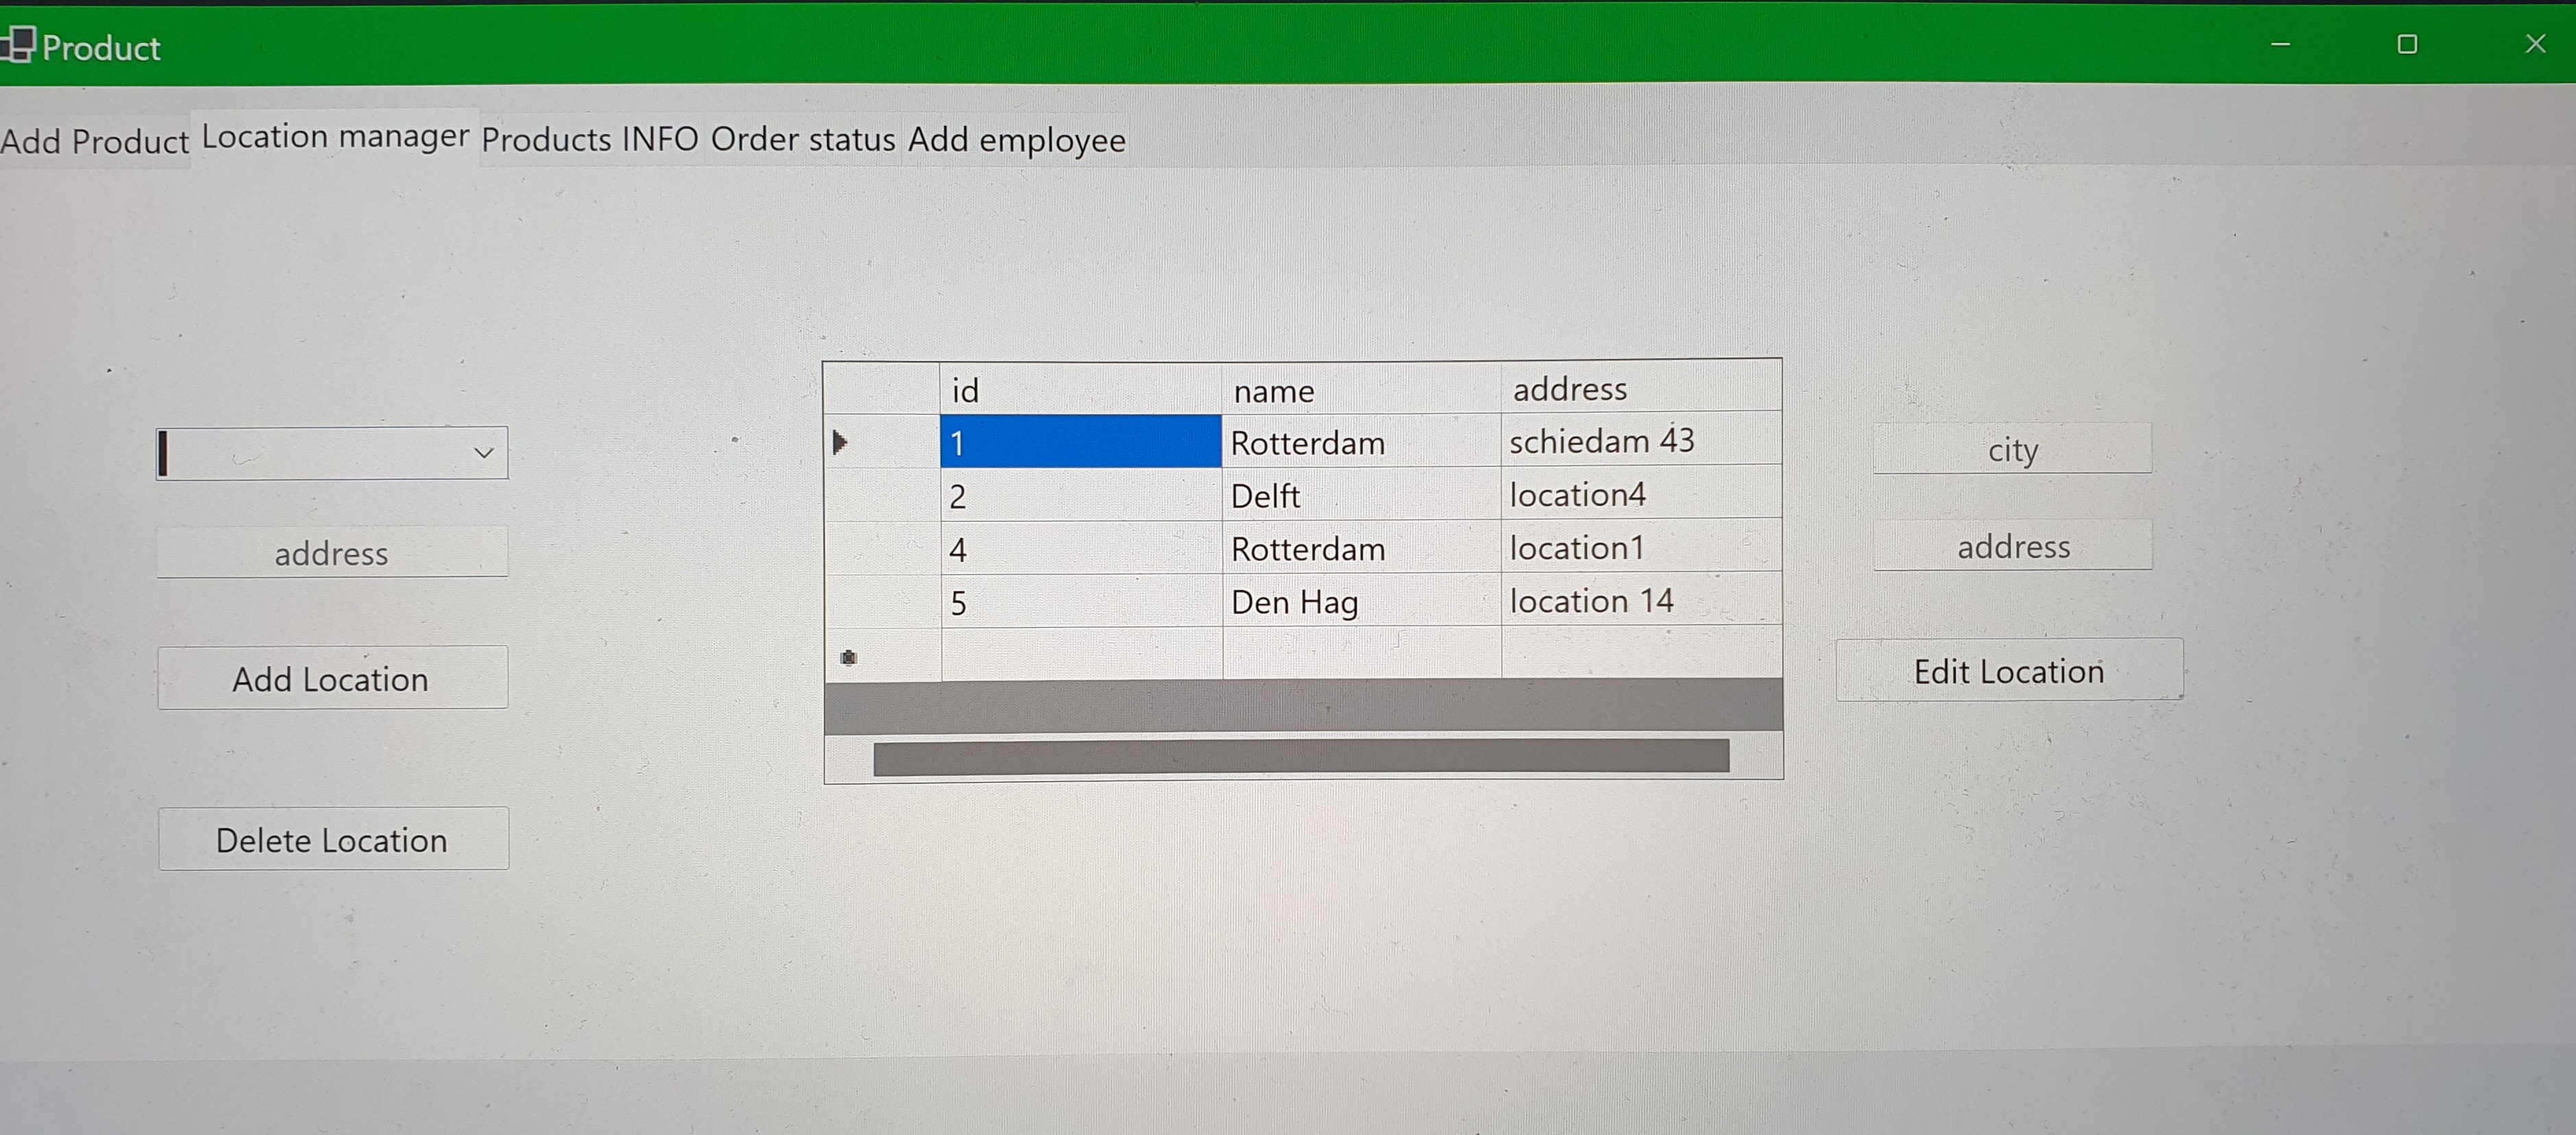 Product
Add Product Location manager Products INFO Order status Add employee
id name address
1 Rotterdam schiedam 43
2 Delft location4
4 Rotterdam location1
5 Den Hag location 14
address
Add Location
Delete Location
city
address
Edit Location